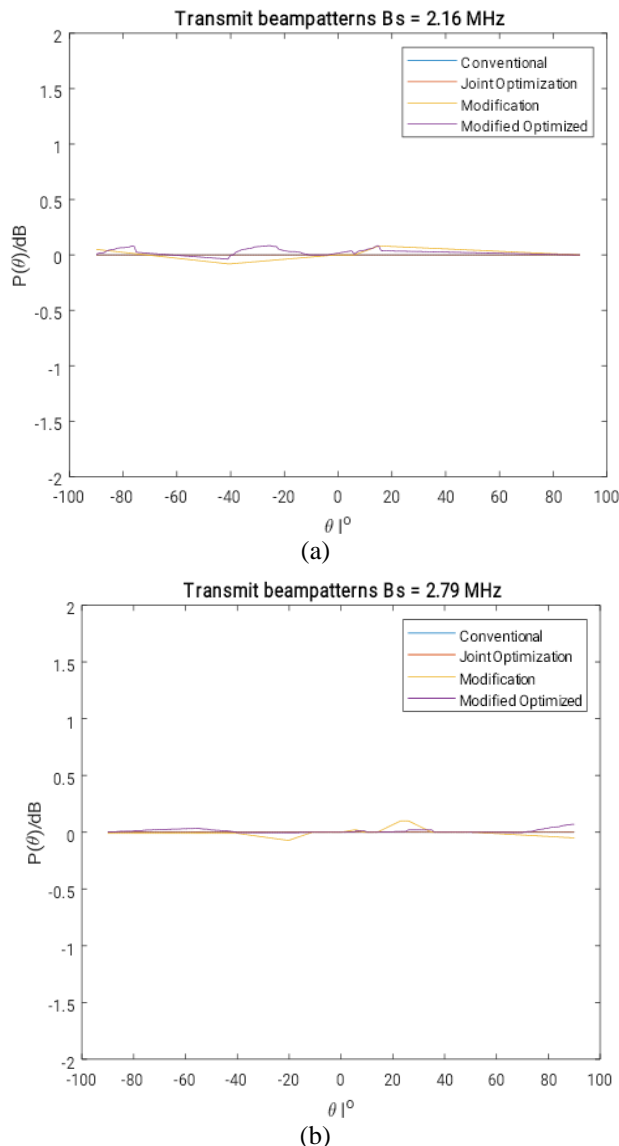 Transmit beampatterns Bs = 2.16 MHz
Conventional
Joint Optimization
Modification
Modified Optimized
P(θ)/dB
2
1.5
1
0.5
0
-0.5
-1
-1.5
-2
-100 -80 -60 -40 -20 0 20 40 60 80 100
θ |o
(a)
Transmit beampatterns Bs = 2.79 MHz
Conventional
Joint Optimization
Modification
Modified Optimized
P(θ)/dB
2
1.5
1
0.5
0
-0.5
-1
-1.5
-2
-100 -80 -60 -40 -20 0 20 40 60 80 100
θ |o
(b)